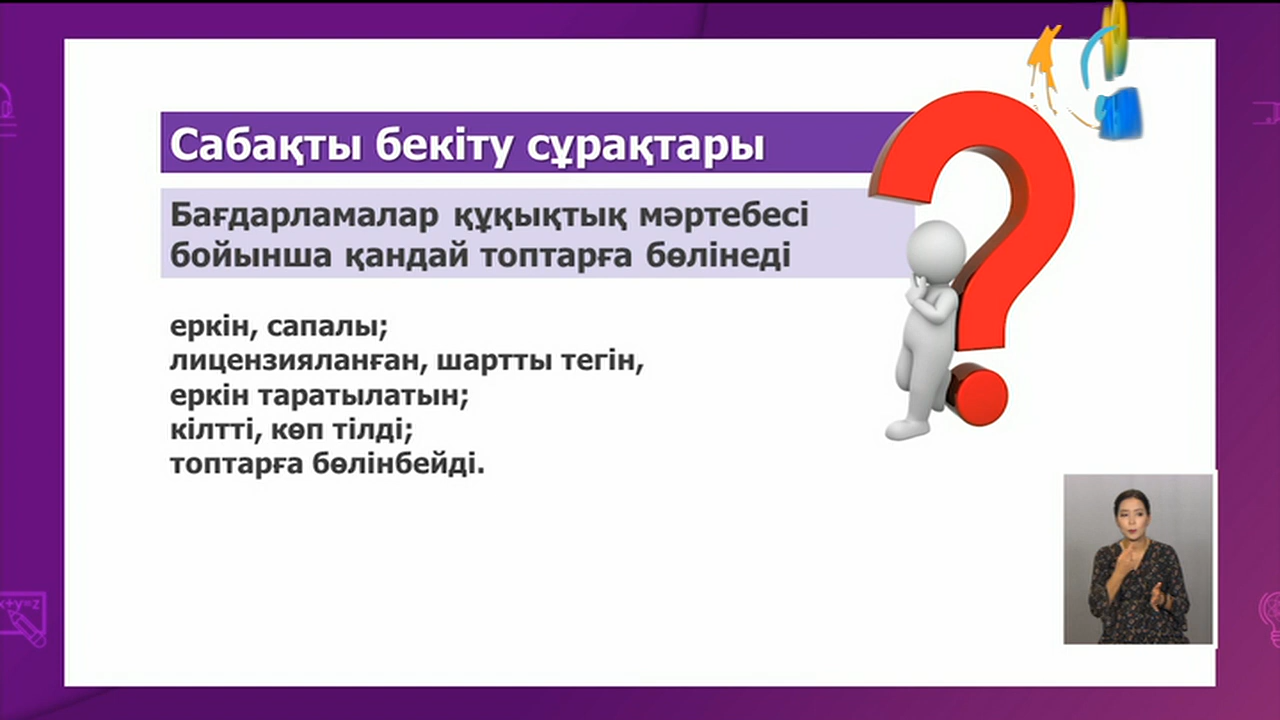 Сабақты бекіту сұрақтары
Бағдарламалар құқықтық мәртебесі
бойынша қандай топтарға бөлінеді
еркін, сапалы;
лицензияланған, шартты тегін,
еркін таратылатын;
кілтті, көп тілді;
топтарға бөлінбейді.
x+y=z